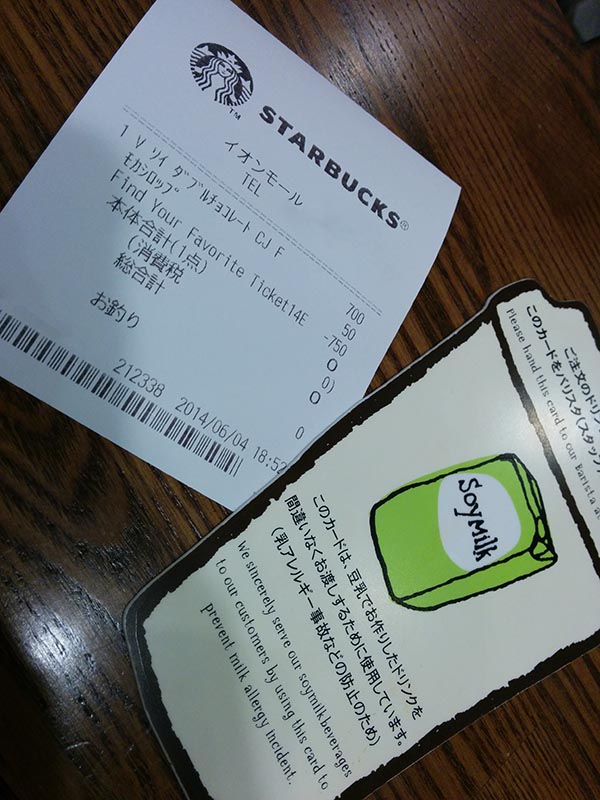 TM
STARBUCKS®
イオンモール
TEL
1 V ソイ ダブルチョコレート CJ F 700
モカシロップ 50
Find Your Favorite Ticket14E -750
本体合計(1点) 0
(消費税 0)
総合計 0
お釣り 0
212338 2014/06/04 18:52
ご注文のドリン
このカードをバリスタ(スタッフ)
Please hand this card to our Barista at
Soy Milk
このカードは、豆乳でお作りしたドリンクを
間違いなくお渡しするために使用しています。
(乳アレルギー事故などの防止のため)
We sincerely serve our soymilk beverages
to our customers by using this card to
prevent milk allergy incident.